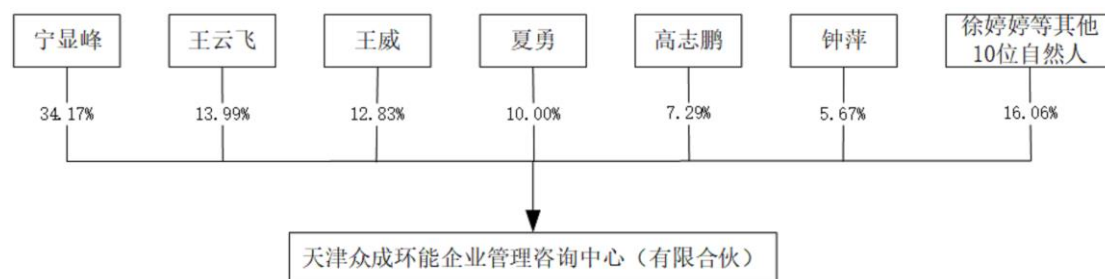 宁显峰
王云飞
王威
夏勇
高志鹏
钟萍
徐婷婷等其他
10位自然人
34.17%
13.99%
12.83%
10.00%
7.29%
5.67%
16.06%
天津众成环能企业管理咨询中心（有限合伙）